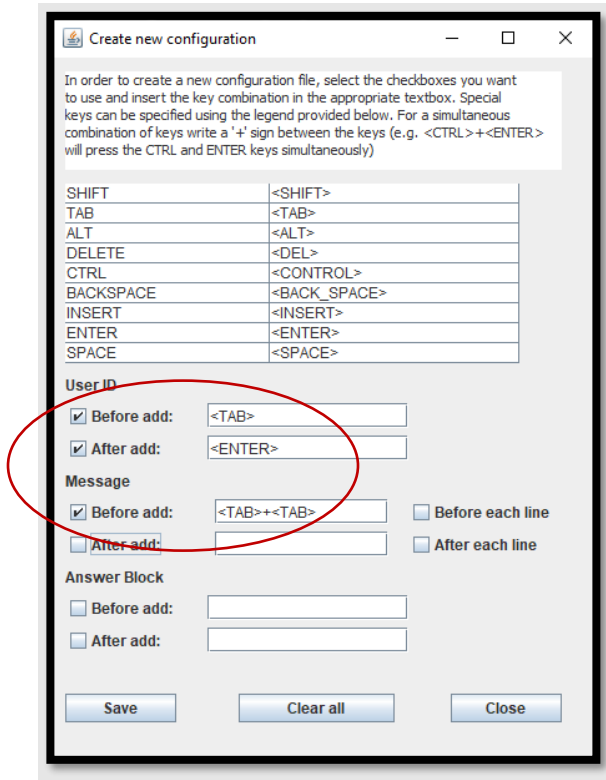 Create new configuration
In order to create a new configuration file, select the checkboxes you want
to use and insert the key combination in the appropriate textbox. Special
keys can be specified using the legend provided below. For a simultaneous
combination of keys write a '+' sign between the keys (e.g. <CTRL>+<ENTER>
will press the CTRL and ENTER keys simultaneously)
SHIFT <SHIFT>
TAB <TAB>
ALT <ALT>
DELETE <DEL>
CTRL <CONTROL>
BACKSPACE <BACK_SPACE>
INSERT <INSERT>
ENTER <ENTER>
SPACE <SPACE>
User ID
Before add: <TAB>
After add: <ENTER>
Message
Before add: <TAB>+<TAB> Before each line
After add: After each line
Answer Block
Before add:
After add:
Save Clear all Close